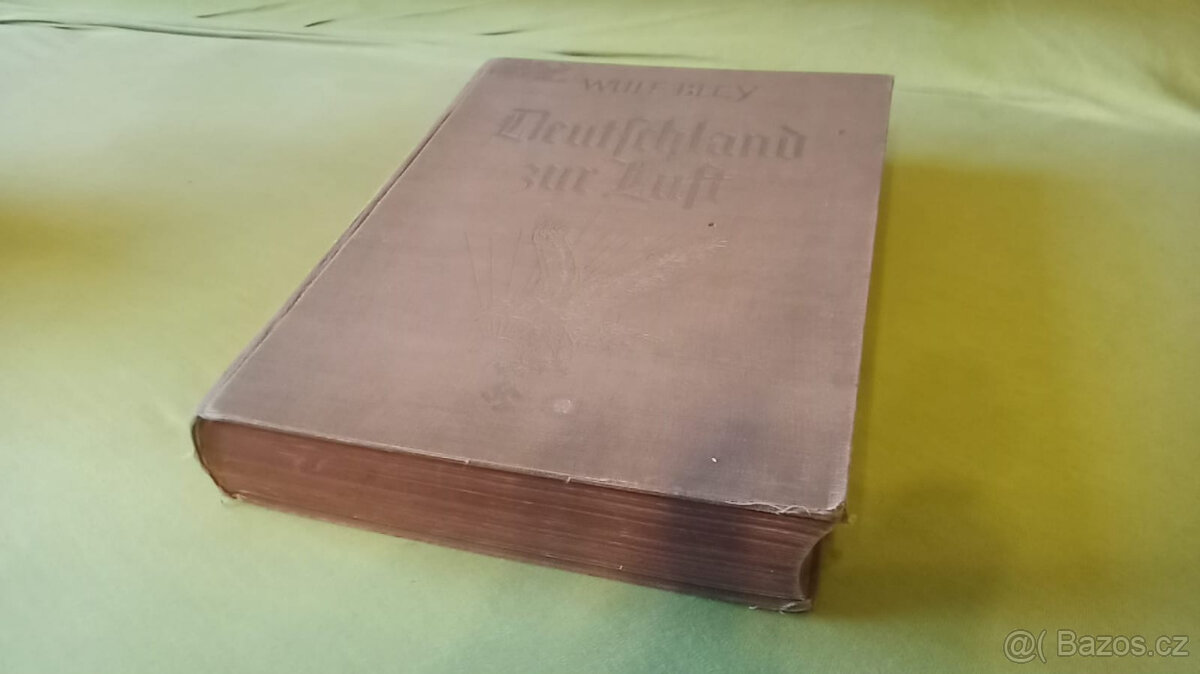 WULF BLEY
Deutschland
zur Luft
@( Bazos.cz